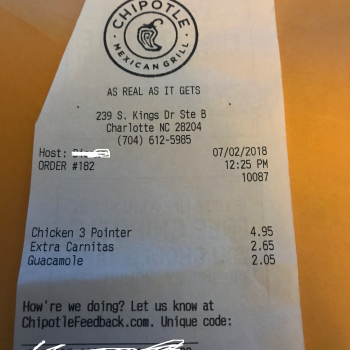 CHIPOTLE
MEXICAN GRILL
AS REAL AS IT GETS
239 S. Kings Dr Ste B
Charlotte NC 28204
(704) 612-5985
Host: 07/02/2018
ORDER #182 12:25 PM
10087
Chicken 3 Pointer 4.95
Extra Carnitas 2.65
Guacamole 2.05
How're we doing? Let us know at
ChipotleFeedback.com. Unique code: